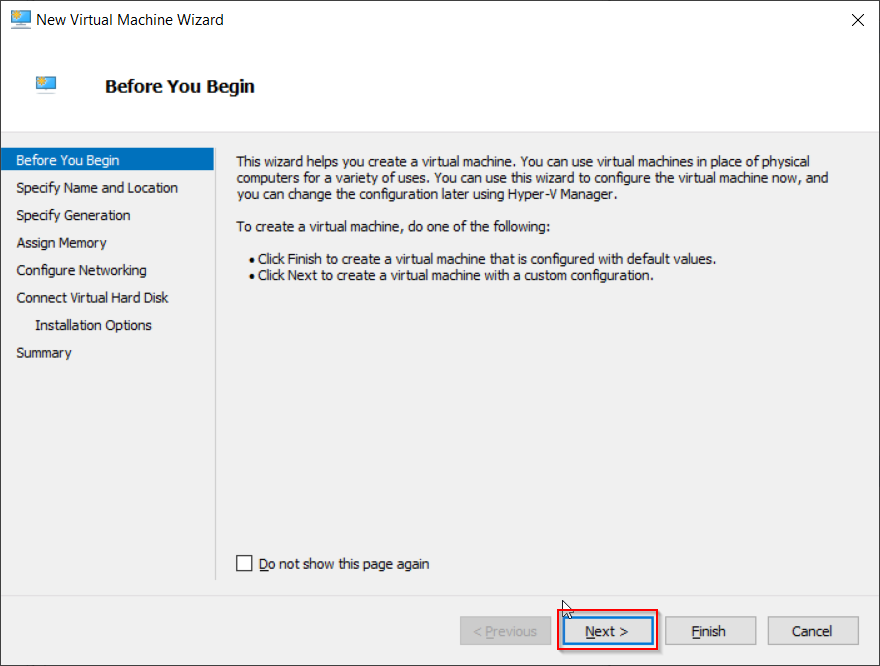 New Virtual Machine Wizard
Before You Begin
Before You Begin
Specify Name and Location
Specify Generation
Assign Memory
Configure Networking
Connect Virtual Hard Disk
Installation Options
Summary
This wizard helps you create a virtual machine. You can use virtual machines in place of physical
computers for a variety of uses. You can use this wizard to configure the virtual machine now, and
you can change the configuration later using Hyper-V Manager.
To create a virtual machine, do one of the following:
• Click Finish to create a virtual machine that is configured with default values.
• Click Next to create a virtual machine with a custom configuration.
Do not show this page again
< Previous
Next >
Finish
Cancel